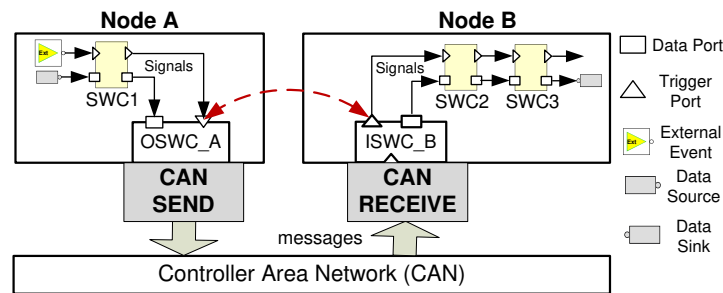 Node A
Node B
Ext
Signals
SWC1
OSWC_A
CAN
SEND
Signals
SWC2
SWC3
ISWC_B
CAN
RECEIVE
messages
Controller Area Network (CAN)
Data Port
Trigger
Port
Ext
External
Event
Data
Source
Data
Sink